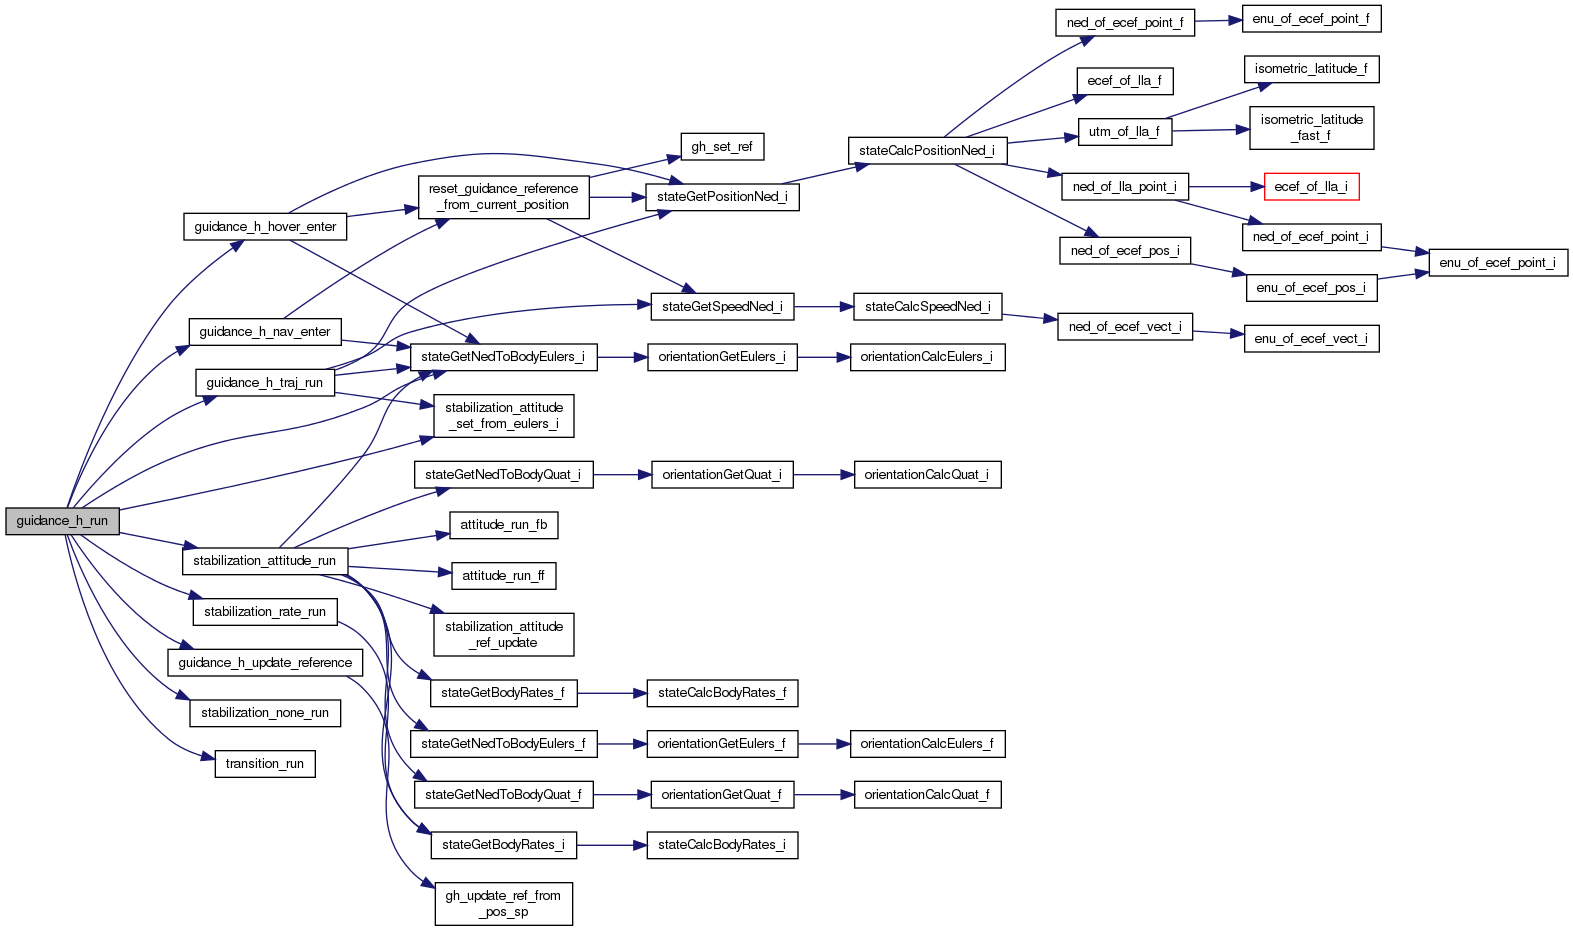 guidance_h_run
guidance_h_hover_enter
guidance_h_nav_enter
guidance_h_traj_run
stabilization_attitude_run
stabilization_rate_run
guidance_h_update_reference
stabilization_none_run
transition_run
reset_guidance_reference
_from_current_position
stateGetNedToBodyEulers_i
stabilization_attitude
_set_from_eulers_i
stateGetNedToBodyQuat_i
attitude_run_fb
attitude_run_ff
stabilization_attitude
_ref_update
stateGetBodyRates_f
stateGetNedToBodyEulers_f
stateGetNedToBodyQuat_f
stateGetBodyRates_i
gh_update_ref_from
_pos_sp
gh_set_ref
stateGetPositionNed_i
stateGetSpeedNed_i
orientationGetEulers_i
orientationGetQuat_i
stateCalcBodyRates_f
orientationGetEulers_f
orientationGetQuat_f
stateCalcBodyRates_i
stateCalcPositionNed_i
stateCalcSpeedNed_i
orientationCalcEulers_i
orientationCalcQuat_i
orientationCalcEulers_f
orientationCalcQuat_f
ned_of_ecef_point_f
ecef_of_lla_f
utm_of_lla_f
ned_of_lla_point_i
ned_of_ecef_pos_i
ned_of_ecef_vect_i
enu_of_ecef_point_f
isometric_latitude_f
isometric_latitude
_fast_f
ecef_of_lla_i
ned_of_ecef_point_i
enu_of_ecef_pos_i
enu_of_ecef_vect_i
enu_of_ecef_point_i